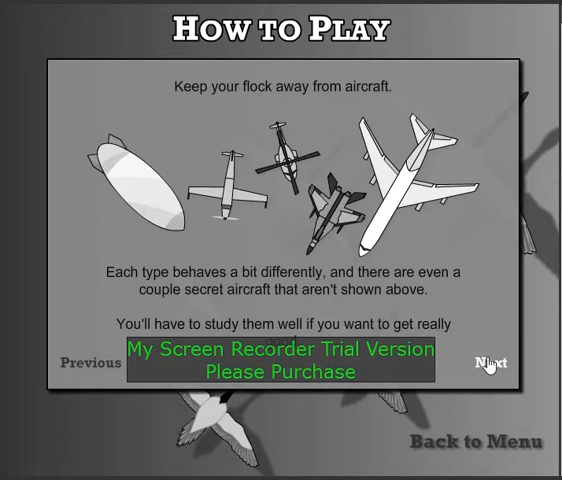 How to Play
Keep your flock away from aircraft.
Each type behaves a bit differently, and there are even a
couple secret aircraft that aren't shown above.
You'll have to study them well if you want to get really
My Screen Recorder Trial Version
Please Purchase
Previous
Next
Back to Menu